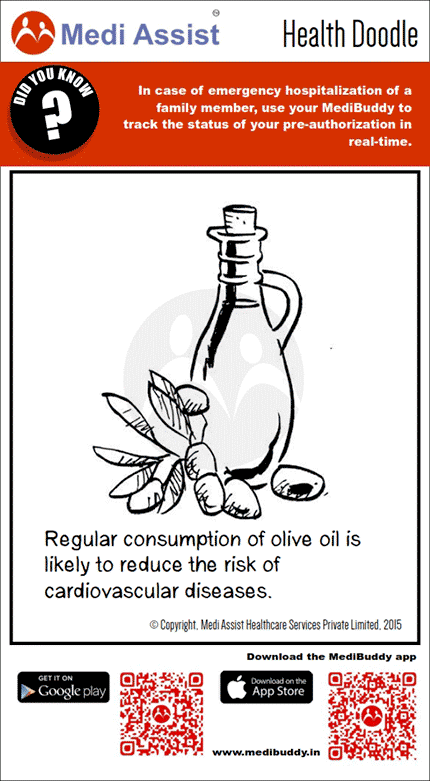 Medi Assist
Health Doodle
DID YOU KNOW
?
In case of emergency hospitalization of a
family member, use your MediBuddy to
track the status of your pre-authorization in
real-time.
Regular consumption of olive oil is
likely to reduce the risk of
cardiovascular diseases.
© Copyright, Medi Assist Healthcare Services Private Limited, 2015
Download the MediBuddy app
GET IT ON
Google play
Download on the
App Store
www.medibuddy.in